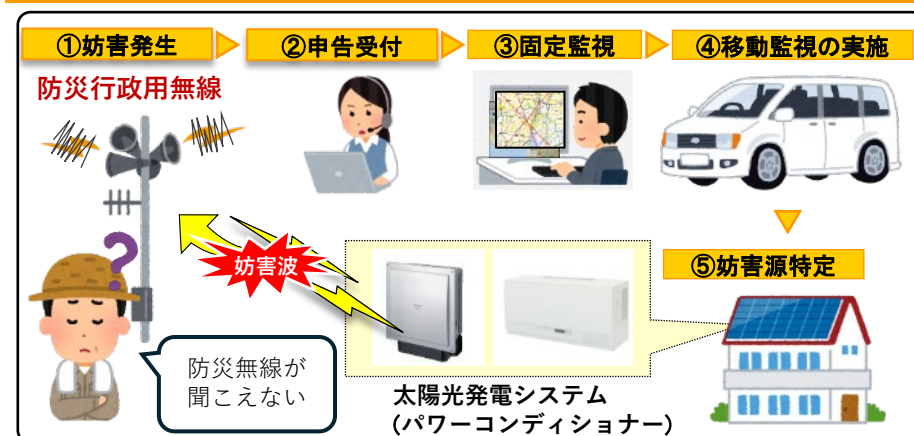 ①妨害発生
②申告受付
③固定監視
④移動監視の実施
防災行政用無線
?
妨害波
⑤妨害源特定
防災無線が
聞こえない
太陽光発電システム
(パワーコンディショナー)